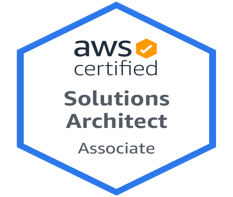 aws
certified
Solutions
Architect
Associate